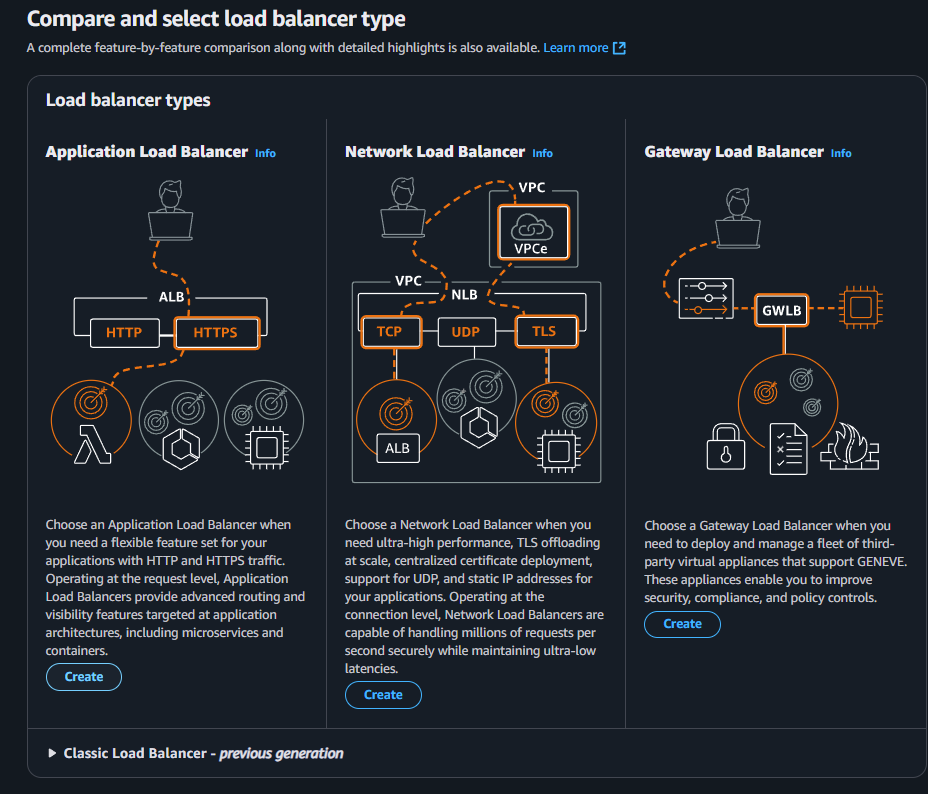 Compare and select load balancer type
A complete feature-by-feature comparison along with detailed highlights is also available. Learn more
Load balancer types
Application Load Balancer Info
ALB
HTTP
HTTPS
Choose an Application Load Balancer when
you need a flexible feature set for your
applications with HTTP and HTTPS traffic.
Operating at the request level, Application
Load Balancers provide advanced routing and
visibility features targeted at application
architectures, including microservices and
containers.
Create
Network Load Balancer Info
VPC
VPCe
VPC
NLB
TCP
UDP
TLS
ALB
Choose a Network Load Balancer when you
need ultra-high performance, TLS offloading
at scale, centralized certificate deployment,
support for UDP, and static IP addresses for
your applications. Operating at the
connection level, Network Load Balancers are
capable of handling millions of requests per
second securely while maintaining ultra-low
latencies.
Create
Gateway Load Balancer Info
GWLB
Choose a Gateway Load Balancer when you
need to deploy and manage a fleet of third-
party virtual appliances that support GENEVE.
These appliances enable you to improve
security, compliance, and policy controls.
Create
Classic Load Balancer - previous generation